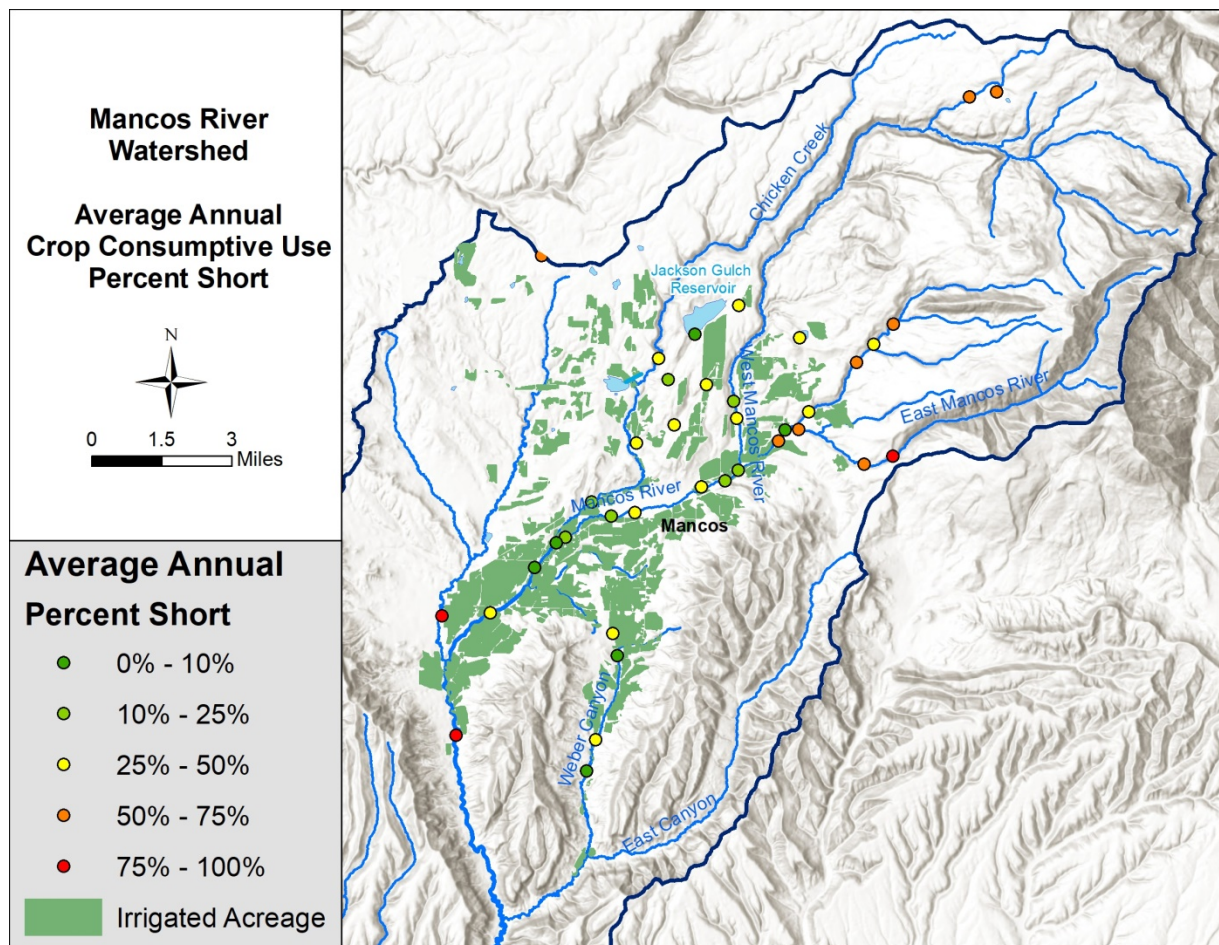 Mancos River
Watershed
Average Annual
Crop Consumptive Use
Percent Short
N
0 1.5 3
Miles
Average Annual
Percent Short
0% - 10%
10% - 25%
25% - 50%
50% - 75%
75% - 100%
Irrigated Acreage
Chicken Creek
Jackson Gulch
Reservoir
West Mancos River
East Mancos River
Mancos River
Mancos
Weber Canyon
East Canyon